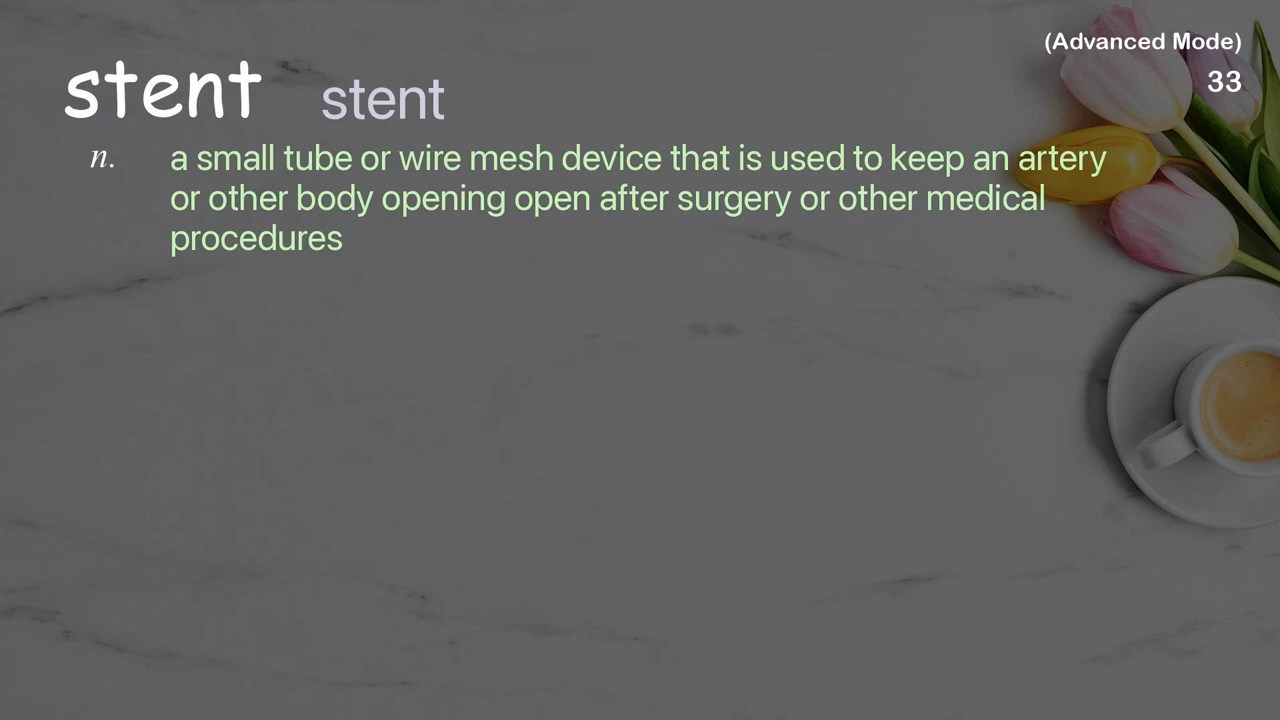 (Advanced Mode)
33
stent stent
n. a small tube or wire mesh device that is used to keep an artery
or other body opening open after surgery or other medical
procedures